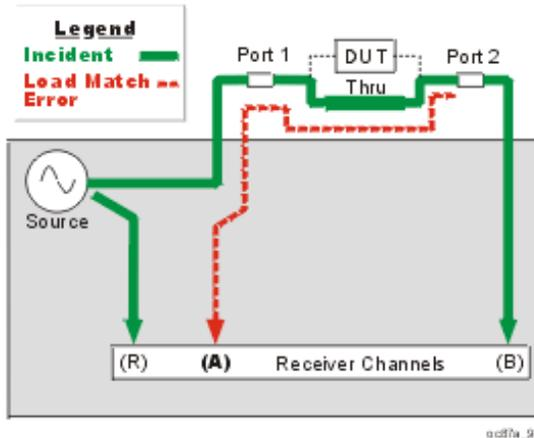 Legend
Incident
Load Match
Error
Port 1
DUT
Port 2
Thru
Source
(R)
(A)
Receiver Channels
(B)